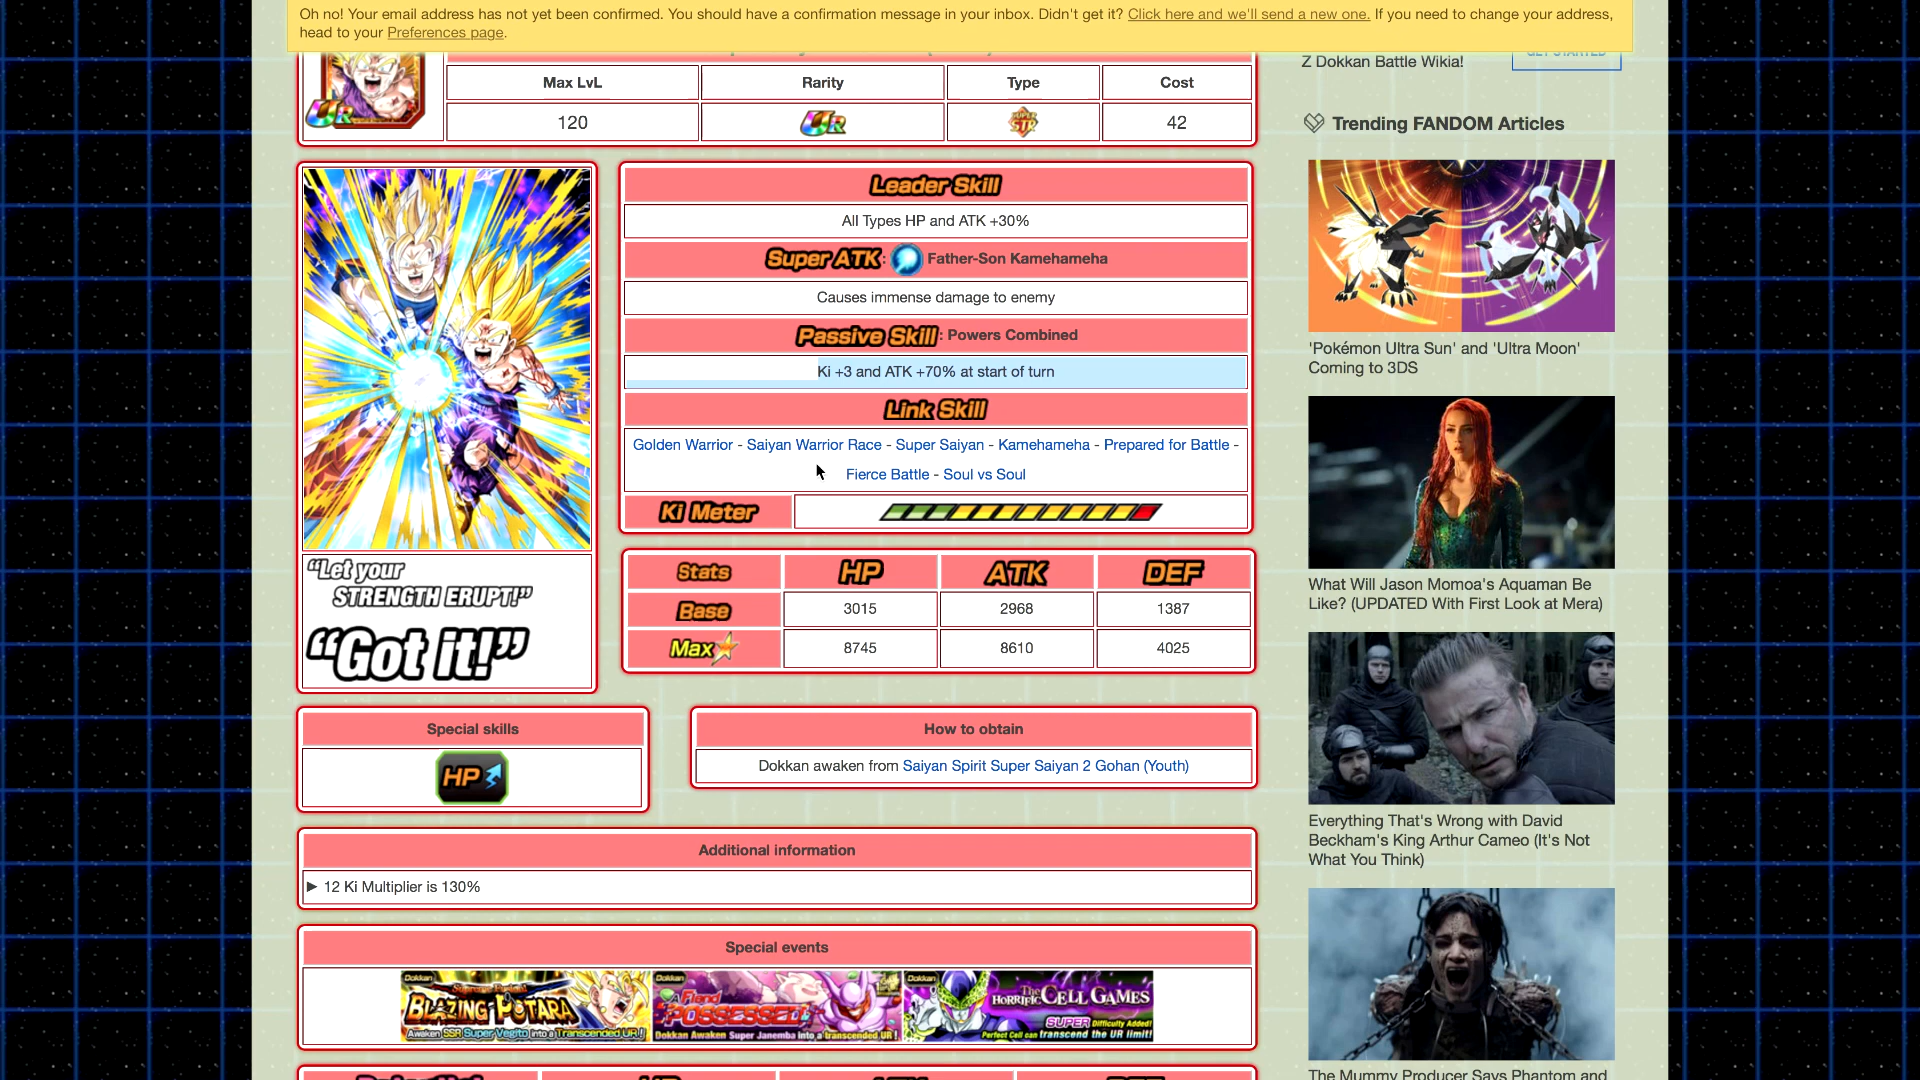 Oh no! Your email address has not yet been confirmed. You should have a confirmation message in your inbox. Didn't get it? Click here and we'll send a new one. If you need to change your address,
head to your Preferences page.
Z Dokkan Battle Wikia!
GET STARTED
Max LvL
Rarity
Type
Cost
UR
120
UR
SUPER STR
42
Leader Skill
All Types HP and ATK +30%
Super ATK: Father-Son Kamehameha
Causes immense damage to enemy
Passive Skill: Powers Combined
Ki +3 and ATK +70% at start of turn
Link Skill
Golden Warrior - Saiyan Warrior Race - Super Saiyan - Kamehameha - Prepared for Battle -
Fierce Battle - Soul vs Soul
Ki Meter
Stats
HP
ATK
DEF
Base
3015
2968
1387
Max
8745
8610
4025
"Let your
STRENGTH ERUPT!"
"Got it!"
Special skills
HP
How to obtain
Dokkan awaken from Saiyan Spirit Super Saiyan 2 Gohan (Youth)
Additional information
► 12 Ki Multiplier is 130%
Special events
Dokkan
BLAZING POTARA
Awaken SSR Super Vegito into a Transcended UR!
Dokkan
A Fiend
POSSESSED
Dokkan Awaken Super Janemba into a transcended UR!
Dokkan
The
HORRIFIC CELL GAMES
SUPER Difficulty Added!
Perfect Cell can transcend the UR limit!
Trending FANDOM Articles
'Pokémon Ultra Sun' and 'Ultra Moon'
Coming to 3DS
What Will Jason Momoa's Aquaman Be
Like? (UPDATED With First Look at Mera)
Everything That's Wrong with David
Beckham's King Arthur Cameo (It's Not
What You Think)
The Mummy Producer Says Phantom and